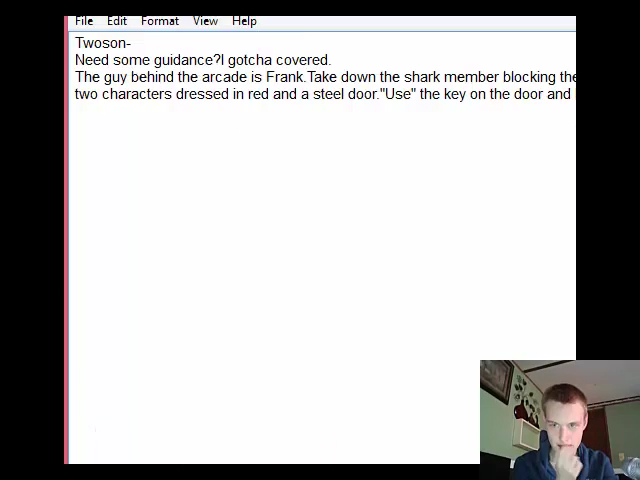 File Edit Format View Help
Twoson-
Need some guidance?I gotcha covered.
The guy behind the arcade is Frank.Take down the shark member blocking the
two characters dressed in red and a steel door."Use" the key on the door and